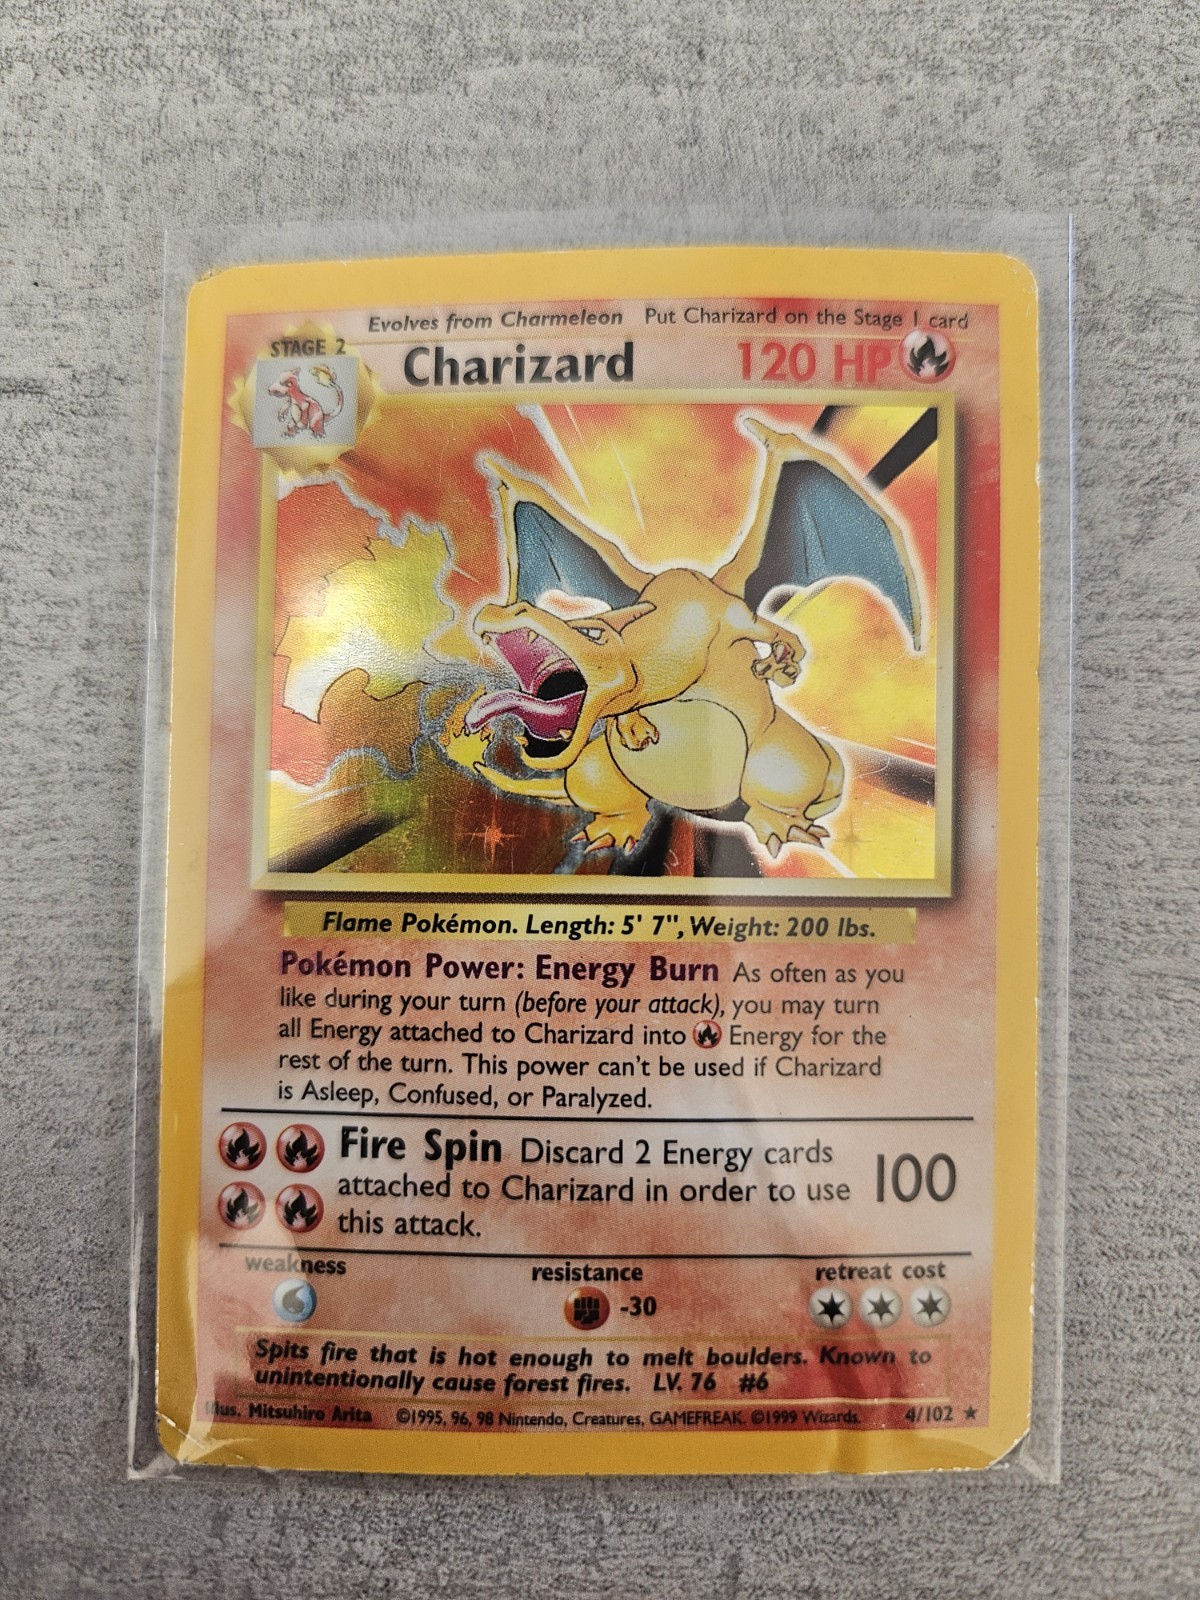 Evolves from Charmeleon Put Charizard on the Stage 1 card
STAGE 2
Charizard 120 HP
Flame Pokémon. Length: 5' 7", Weight: 200 lbs.
Pokémon Power: Energy Burn As often as you
like during your turn (before your attack), you may turn
all Energy attached to Charizard into Energy for the
rest of the turn. This power can't be used if Charizard
is Asleep, Confused, or Paralyzed.
Fire Spin Discard 2 Energy cards
attached to Charizard in order to use
this attack.
100
weakness
resistance
retreat cost
-30
Spits fire that is hot enough to melt boulders. Known to
unintentionally cause forest fires. LV. 76 #6
Illus. Mitsuhiro Arita ©1995, 96, 98 Nintendo, Creatures, GAMEFREAK. ©1999 Wizards. 4/102 ★